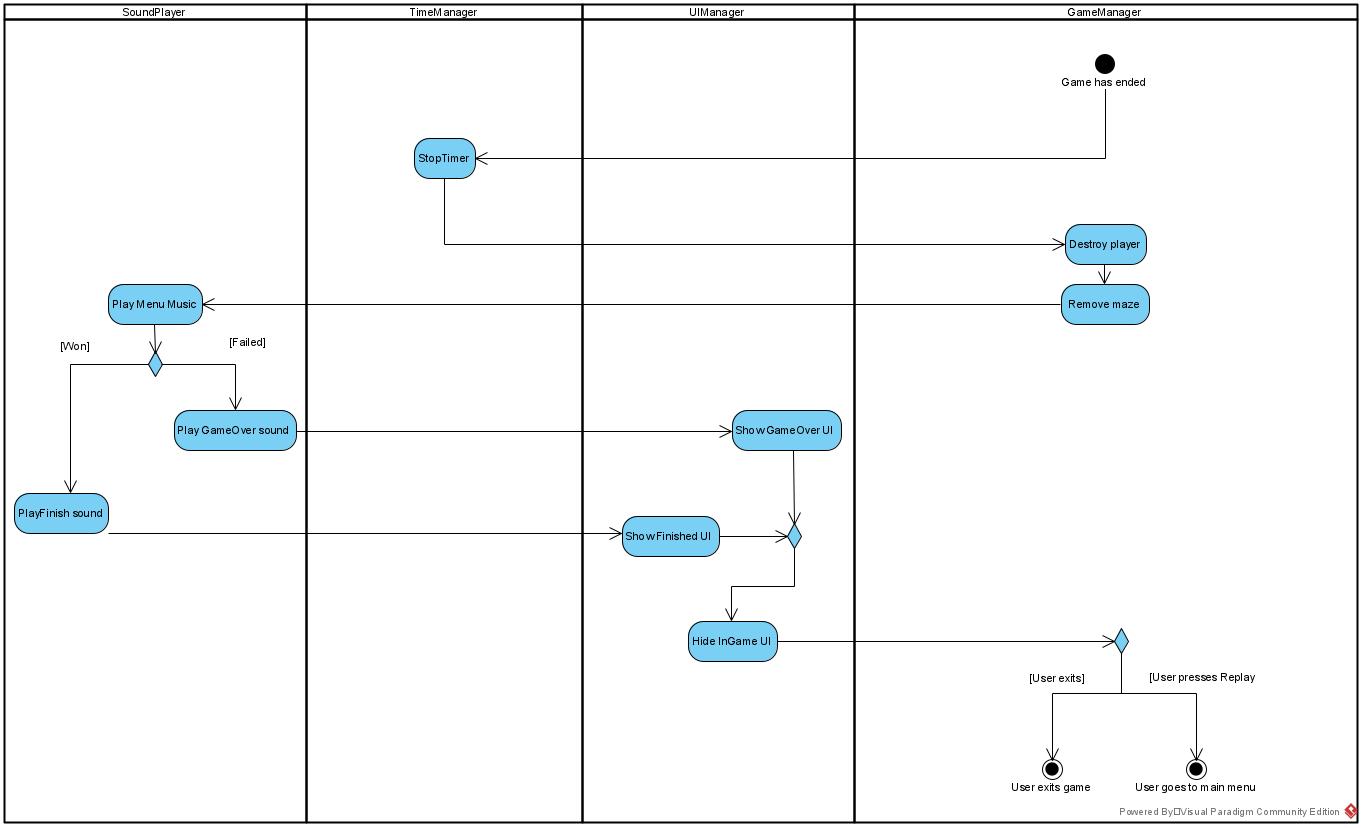 SoundPlayer
TimeManager
UIManager
GameManager
Game has ended
StopTimer
Destroy player
Play Menu Music
Remove maze
[Won]
[Failed]
Play GameOver sound
Show GameOver UI
PlayFinish sound
Show Finished UI
Hide InGame UI
[User exits]
[User presses Replay
User exits game
User goes to main menu
Powered By Visual Paradigm Community Edition